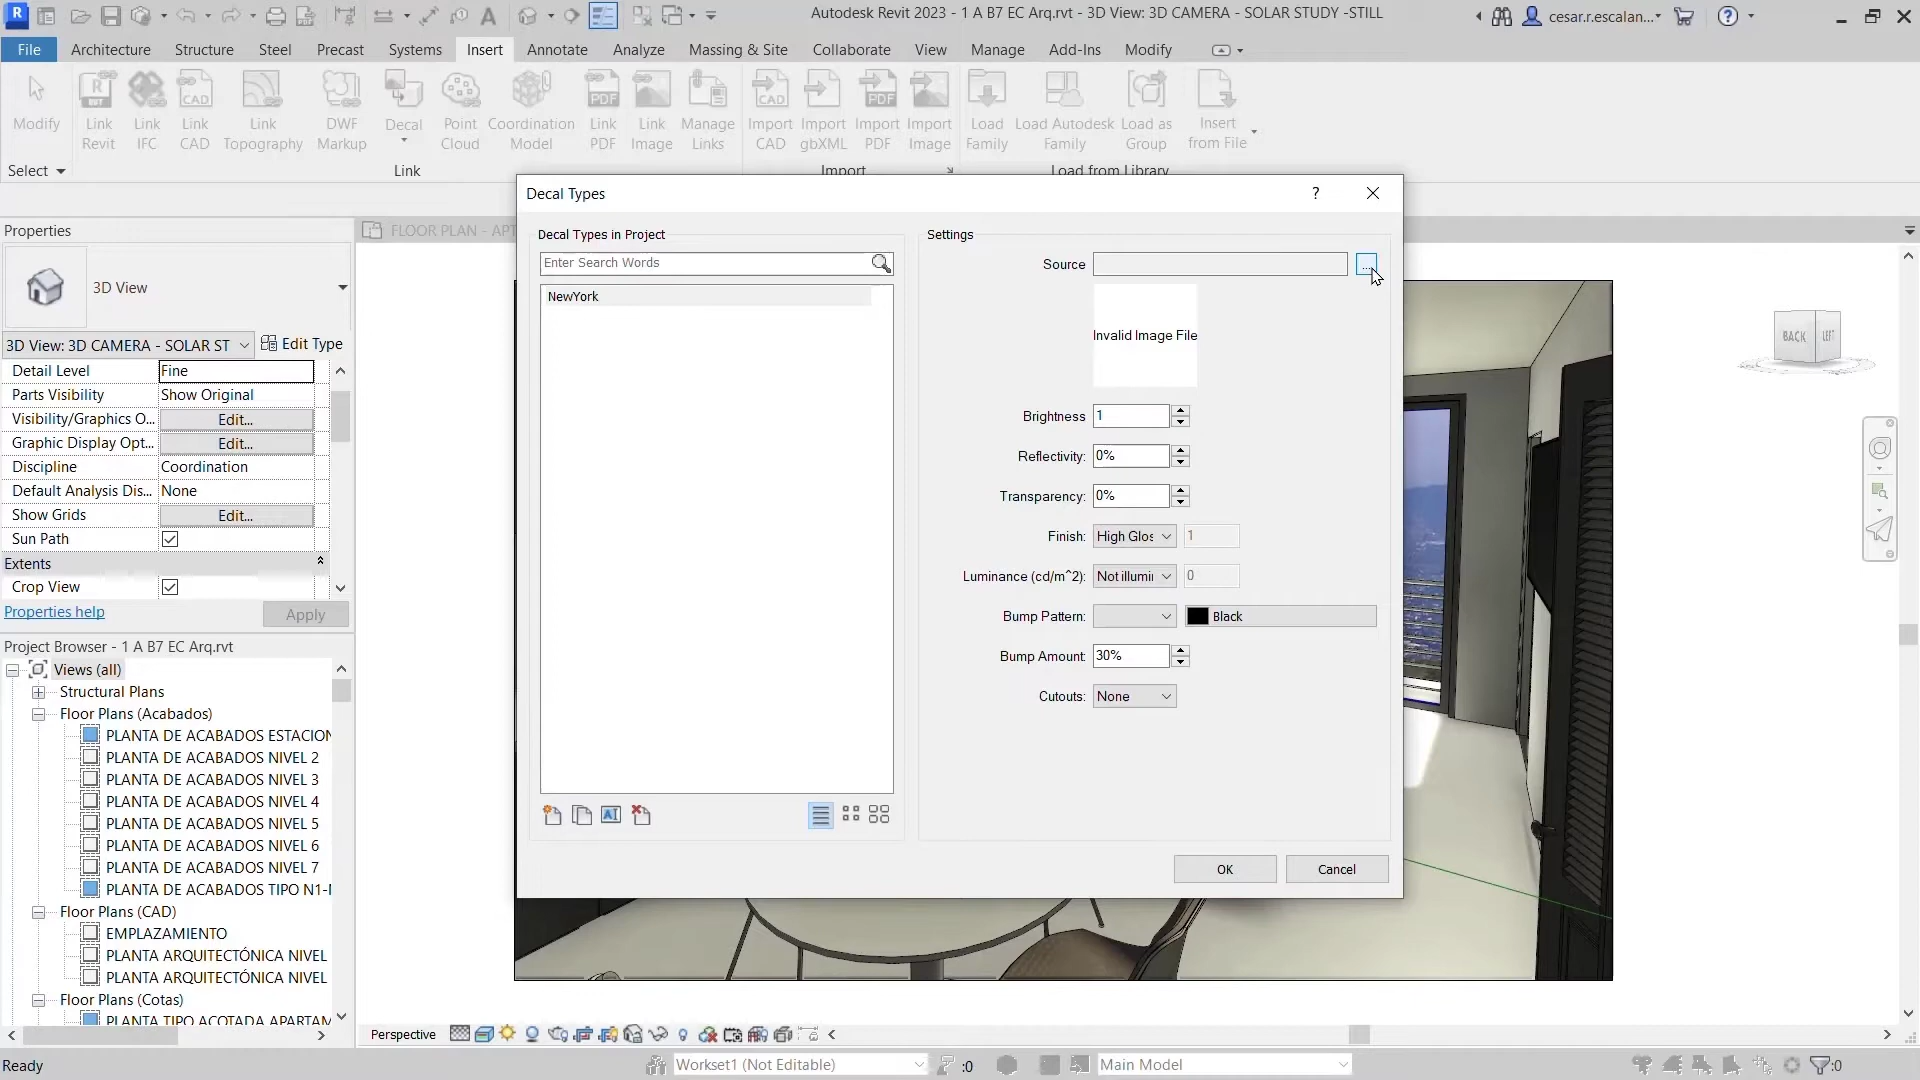 Autodesk Revit 2023 - 1 A B7 EC Arq.rvt - 3D View: 3D CAMERA - SOLAR STUDY -STILL
cesar.r.escalan...
File Architecture Structure Steel Precast Systems Insert Annotate Analyze Massing & Site Collaborate View Manage Add-Ins Modify
Modify
Link Revit
Link IFC
Link CAD
Link Topography
DWF Markup
Decal
Point Cloud
Coordination Model
Link PDF
Link Image
Manage Links
Import CAD
Import gbXML
Import PDF
Import Image
Load Family
Load Autodesk Family
Load as Group
Insert from File
Select
Link
Import
Load from Library
Properties
FLOOR PLAN - APT
3D View
3D View: 3D CAMERA - SOLAR ST
Edit Type
Detail Level Fine
Parts Visibility Show Original
Visibility/Graphics O... Edit...
Graphic Display Opt... Edit...
Discipline Coordination
Default Analysis Dis... None
Show Grids Edit...
Sun Path
Extents
Crop View
Properties help
Apply
Project Browser - 1 A B7 EC Arq.rvt
Views (all)
Structural Plans
Floor Plans (Acabados)
PLANTA DE ACABADOS ESTACION
PLANTA DE ACABADOS NIVEL 2
PLANTA DE ACABADOS NIVEL 3
PLANTA DE ACABADOS NIVEL 4
PLANTA DE ACABADOS NIVEL 5
PLANTA DE ACABADOS NIVEL 6
PLANTA DE ACABADOS NIVEL 7
PLANTA DE ACABADOS TIPO N1-
Floor Plans (CAD)
EMPLAZAMIENTO
PLANTA ARQUITECTÓNICA NIVEL
PLANTA ARQUITECTÓNICA NIVEL
Floor Plans (Cotas)
PLANTA TIPO ACOTADA APARTAM
Decal Types
?
Decal Types in Project
Enter Search Words
NewYork
Settings
Source
...
Invalid Image File
Brightness 1
Reflectivity: 0%
Transparency: 0%
Finish: High Glos 1
Luminance (cd/m^2): Not illumi 0
Bump Pattern: Black
Bump Amount: 30%
Cutouts: None
OK
Cancel
BACK
LEFT
Perspective
Ready
Workset1 (Not Editable)
:0
Main Model
:0